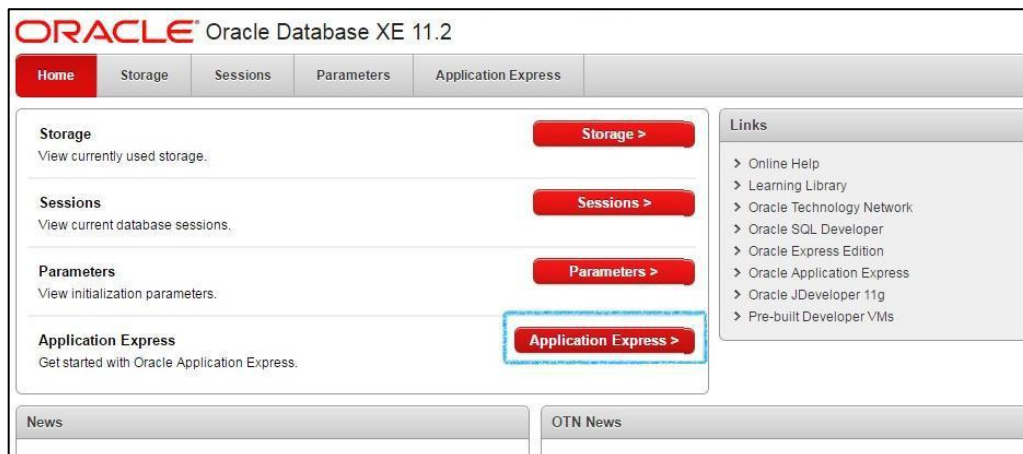 ORACLE Oracle Database XE 11.2
Home Storage Sessions Parameters Application Express
Storage
View currently used storage.
Storage >
Sessions
View current database sessions.
Sessions >
Parameters
View initialization parameters.
Parameters >
Application Express
Get started with Oracle Application Express.
Application Express >
Links
> Online Help
> Learning Library
> Oracle Technology Network
> Oracle SQL Developer
> Oracle Express Edition
> Oracle Application Express
> Oracle JDeveloper 11g
> Pre-built Developer VMs
News
OTN News